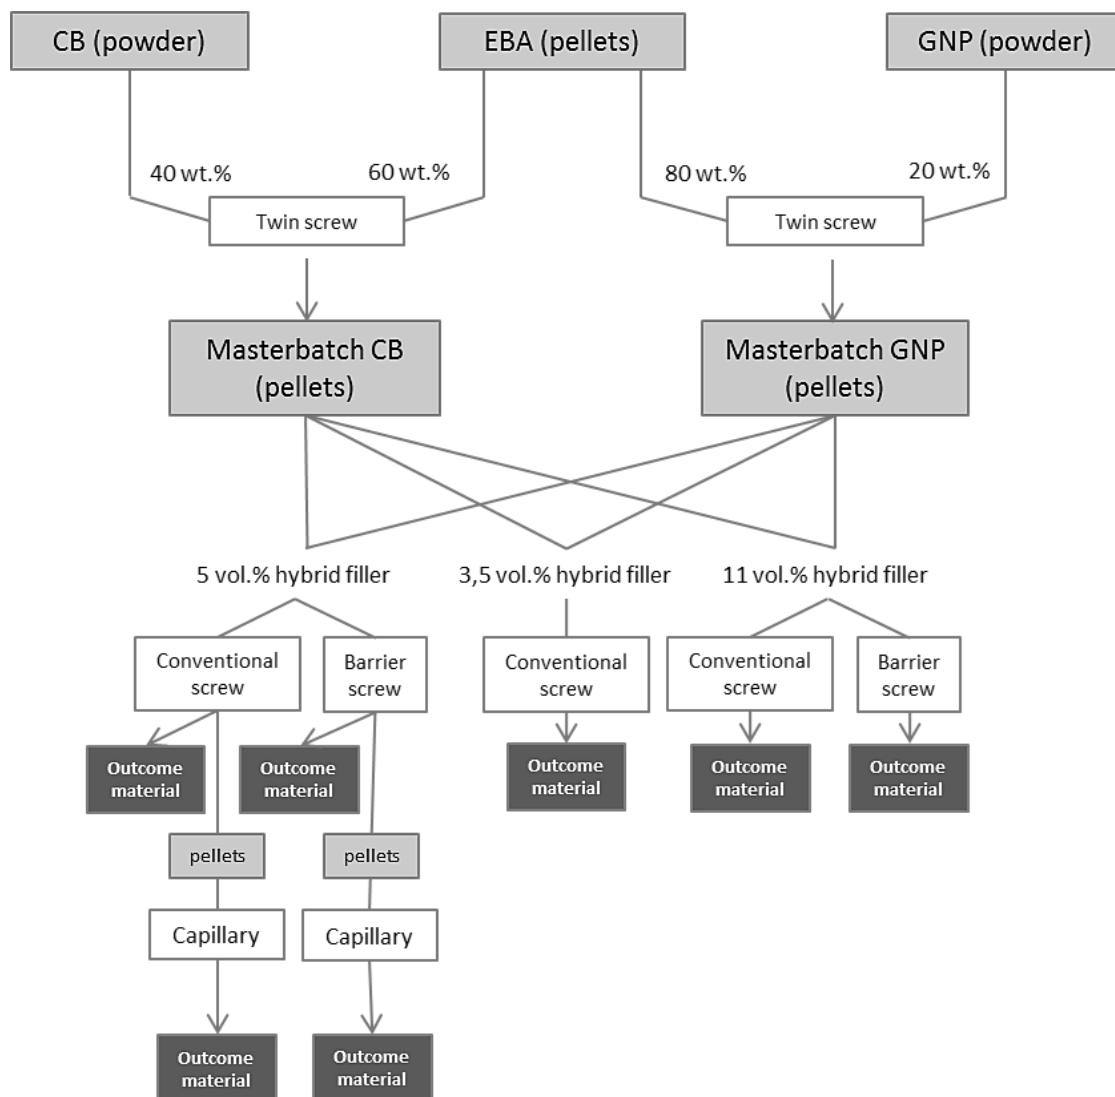 CB (powder)
EBA (pellets)
GNP (powder)
40 wt.%
60 wt.%
80 wt.%
20 wt.%
Twin screw
Twin screw
Masterbatch CB
(pellets)
Masterbatch GNP
(pellets)
5 vol.% hybrid filler
3,5 vol.% hybrid filler
11 vol.% hybrid filler
Conventional
screw
Barrier
screw
Conventional
screw
Conventional
screw
Barrier
screw
Outcome
material
Outcome
material
Outcome
material
Outcome
material
Outcome
material
pellets
pellets
Capillary
Capillary
Outcome
material
Outcome
material